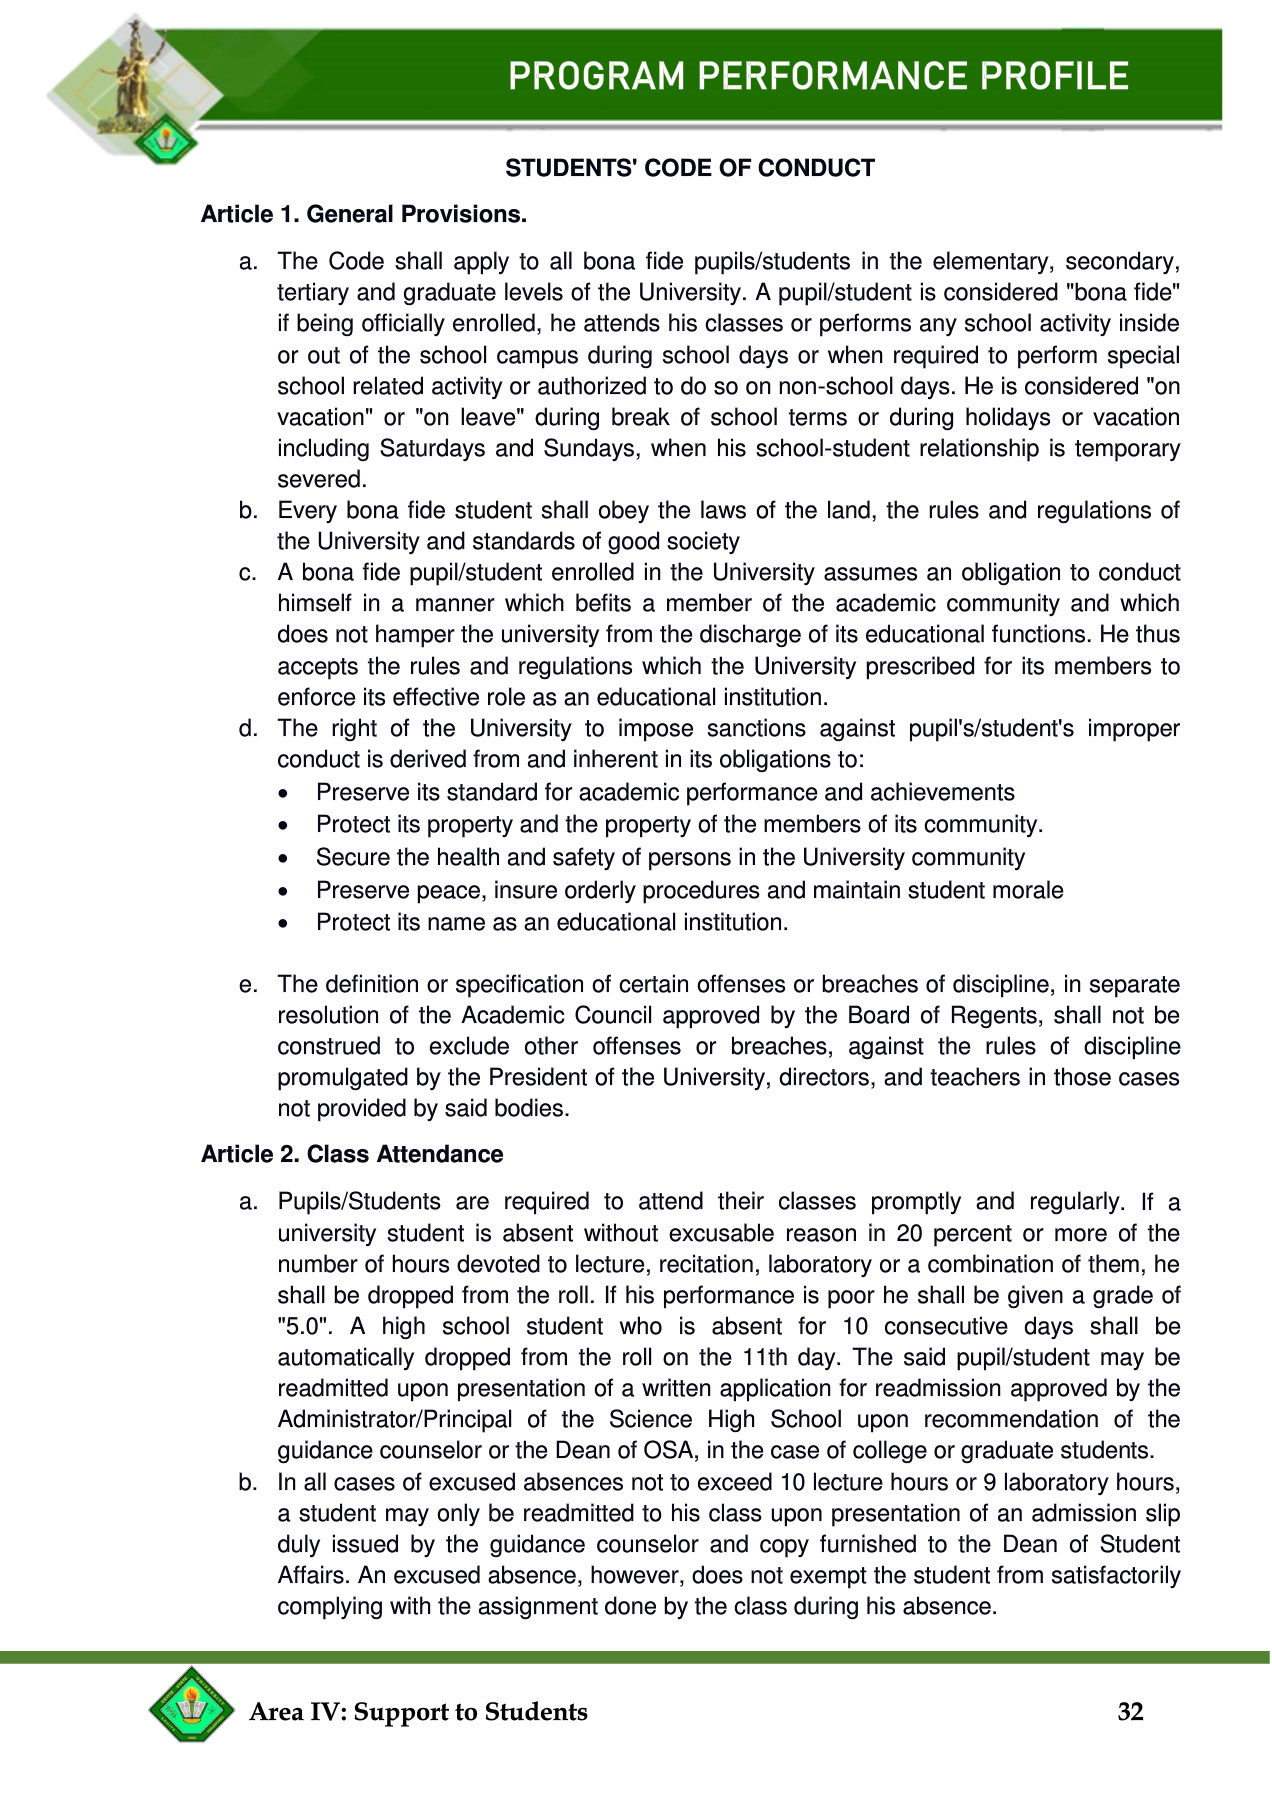 PROGRAM PERFORMANCE PROFILE
STUDENTS' CODE OF CONDUCT
Article 1. General Provisions.
a. The Code shall apply to all bona fide pupils/students in the elementary, secondary,
tertiary and graduate levels of the University. A pupil/student is considered "bona fide"
if being officially enrolled, he attends his classes or performs any school activity inside
or out of the school campus during school days or when required to perform special
school related activity or authorized to do so on non-school days. He is considered "on
vacation" or "on leave" during break of school terms or during holidays or vacation
including Saturdays and Sundays, when his school-student relationship is temporary
severed.
b. Every bona fide student shall obey the laws of the land, the rules and regulations of
the University and standards of good society
c. A bona fide pupil/student enrolled in the University assumes an obligation to conduct
himself in a manner which befits a member of the academic community and which
does not hamper the university from the discharge of its educational functions. He thus
accepts the rules and regulations which the University prescribed for its members to
enforce its effective role as an educational institution.
d. The right of the University to impose sanctions against pupil's/student's improper
conduct is derived from and inherent in its obligations to:
• Preserve its standard for academic performance and achievements
• Protect its property and the property of the members of its community.
• Secure the health and safety of persons in the University community
• Preserve peace, insure orderly procedures and maintain student morale
• Protect its name as an educational institution.
e. The definition or specification of certain offenses or breaches of discipline, in separate
resolution of the Academic Council approved by the Board of Regents, shall not be
construed to exclude other offenses or breaches, against the rules of discipline
promulgated by the President of the University, directors, and teachers in those cases
not provided by said bodies.
Article 2. Class Attendance
a. Pupils/Students are required to attend their classes promptly and regularly. If a
university student is absent without excusable reason in 20 percent or more of the
number of hours devoted to lecture, recitation, laboratory or a combination of them, he
shall be dropped from the roll. If his performance is poor he shall be given a grade of
"5.0". A high school student who is absent for 10 consecutive days shall be
automatically dropped from the roll on the 11th day. The said pupil/student may be
readmitted upon presentation of a written application for readmission approved by the
Administrator/Principal of the Science High School upon recommendation of the
guidance counselor or the Dean of OSA, in the case of college or graduate students.
b. In all cases of excused absences not to exceed 10 lecture hours or 9 laboratory hours,
a student may only be readmitted to his class upon presentation of an admission slip
duly issued by the guidance counselor and copy furnished to the Dean of Student
Affairs. An excused absence, however, does not exempt the student from satisfactorily
complying with the assignment done by the class during his absence.
Area IV: Support to Students 32